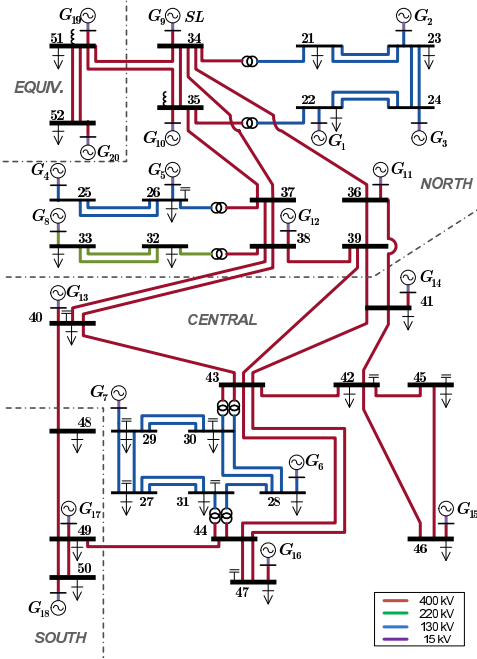 G19
G9 SL
G2
51
34
21
23
EQUIV.
35
22
24
52
G20
G10
G1
G3
G4
G5
G11
NORTH
25
26
37
36
G8
G12
33
32
38
39
G13
G14
40
CENTRAL
41
43
42
45
G7
48
29
30
G6
G17
27
31
28
G15
49
44
G16
46
50
47
G18
SOUTH
400 kV
220 kV
130 kV
15 kV